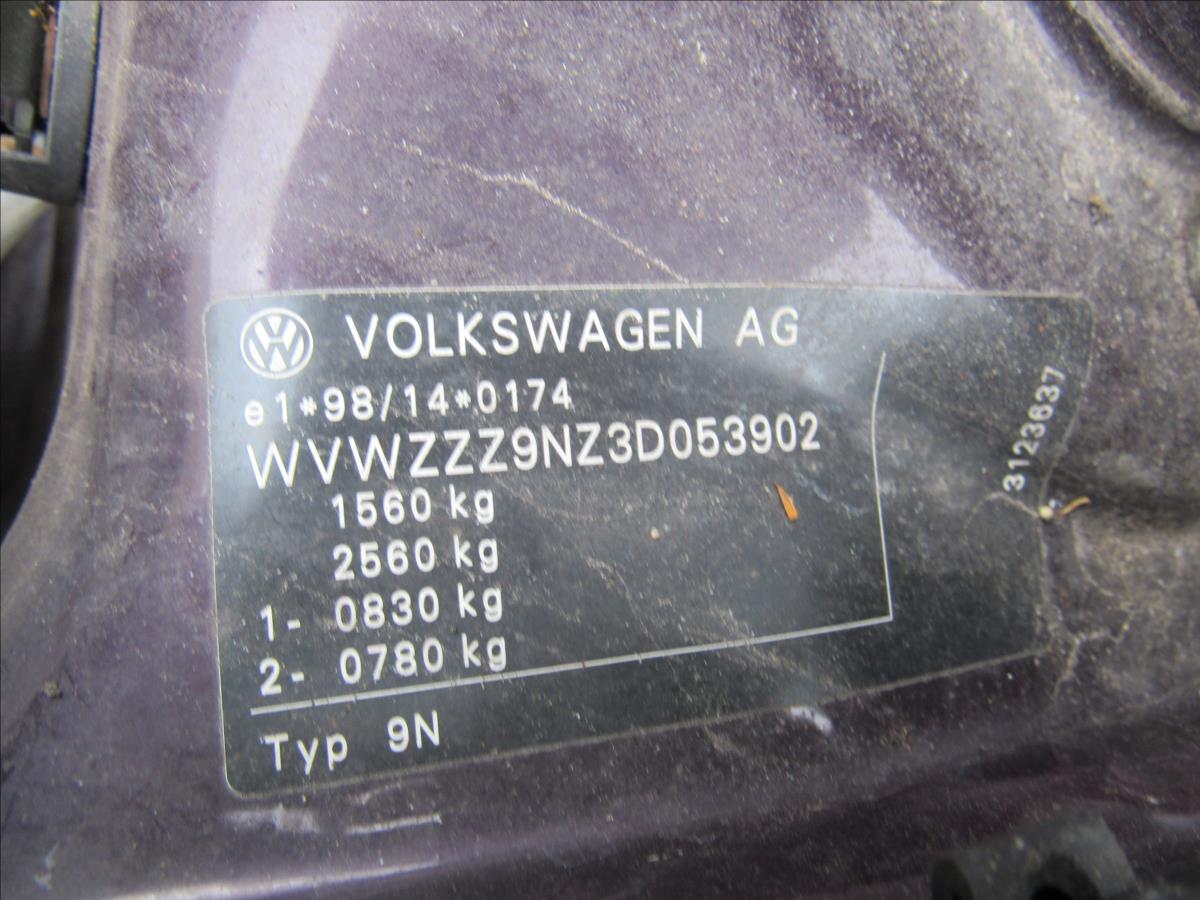 VOLKSWAGEN AG
e1*98/14*0174
WVWZZZ9NZ3D053902
1560 kg
2560 kg
1- 0830 kg
2- 0780 kg
Typ 9N
3123637